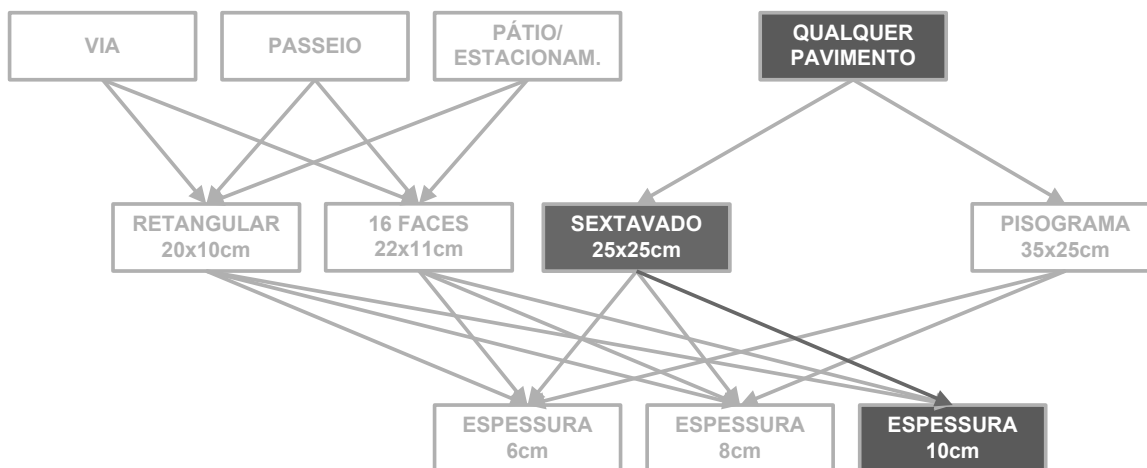 VIA
PASSEIO
PÁTIO/
ESTACIONAM.
QUALQUER
PAVIMENTO
RETANGULAR
20x10cm
16 FACES
22x11cm
SEXTAVADO
25x25cm
PISOGRAMA
35x25cm
ESPESSURA
6cm
ESPESSURA
8cm
ESPESSURA
10cm